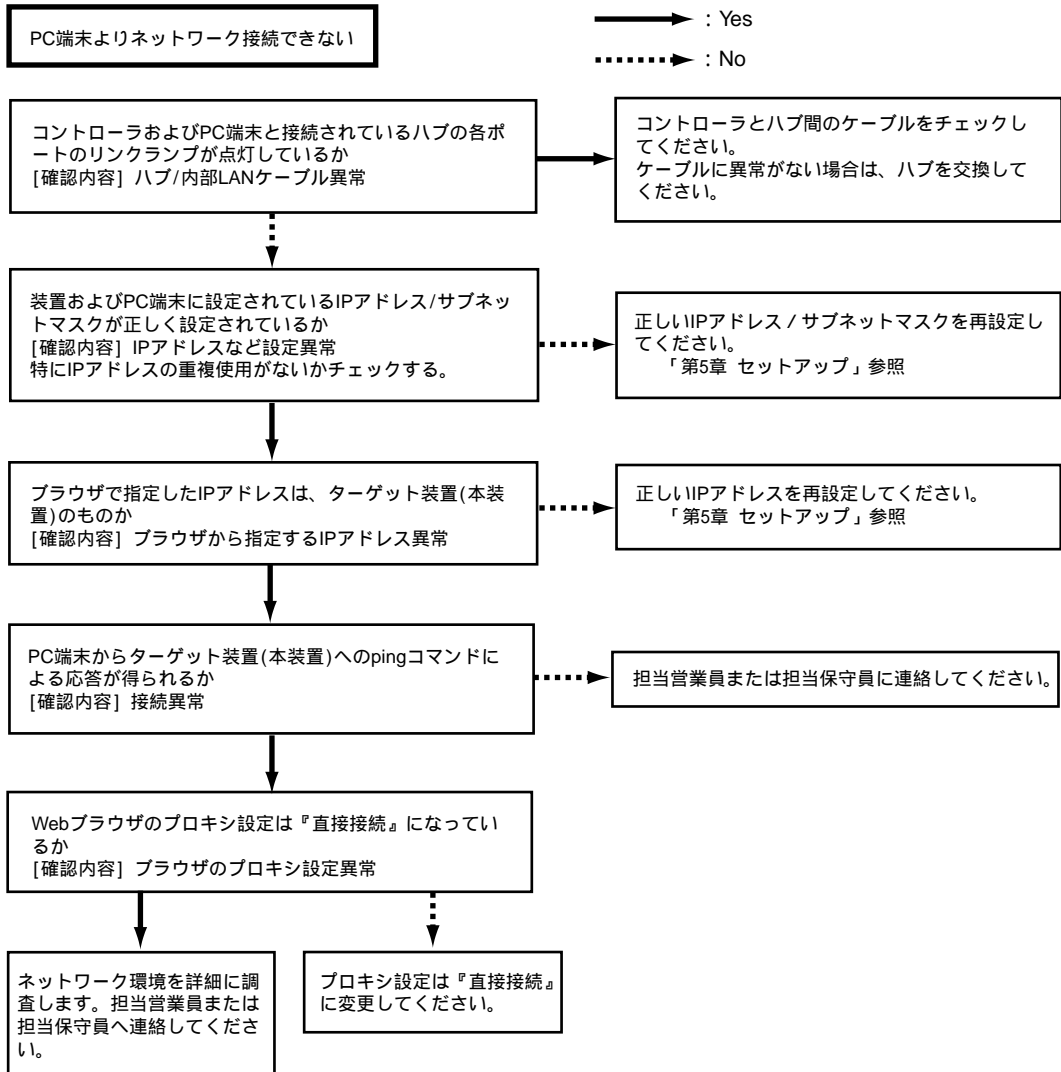 PC端末よりネットワーク接続できない
: Yes
: No
コントローラおよびPC端末と接続されているハブの各ポ
ートのリンクランプが点灯しているか
[確認内容] ハブ/内部LANケーブル異常
コントローラとハブ間のケーブルをチェックし
てください。
ケーブルに異常がない場合は、ハブを交換して
ください。
装置およびPC端末に設定されているIPアドレス/サブネッ
トマスクが正しく設定されているか
[確認内容] IPアドレスなど設定異常
特にIPアドレスの重複使用がないかチェックする。
正しいIPアドレス / サブネットマスクを再設定し
てください。
「第5章 セットアップ」参照
ブラウザで指定したIPアドレスは、ターゲット装置(本装
置)のものか
[確認内容] ブラウザから指定するIPアドレス異常
正しいIPアドレスを再設定してください。
「第5章 セットアップ」参照
PC端末からターゲット装置(本装置)へのpingコマンドに
よる応答が得られるか
[確認内容] 接続異常
担当営業員または担当保守員に連絡してください。
Webブラウザのプロキシ設定は『直接接続』になってい
るか
[確認内容] ブラウザのプロキシ設定異常
ネットワーク環境を詳細に調
査します。担当営業員または
担当保守員へ連絡してくださ
い。
プロキシ設定は『直接接続』
に変更してください。